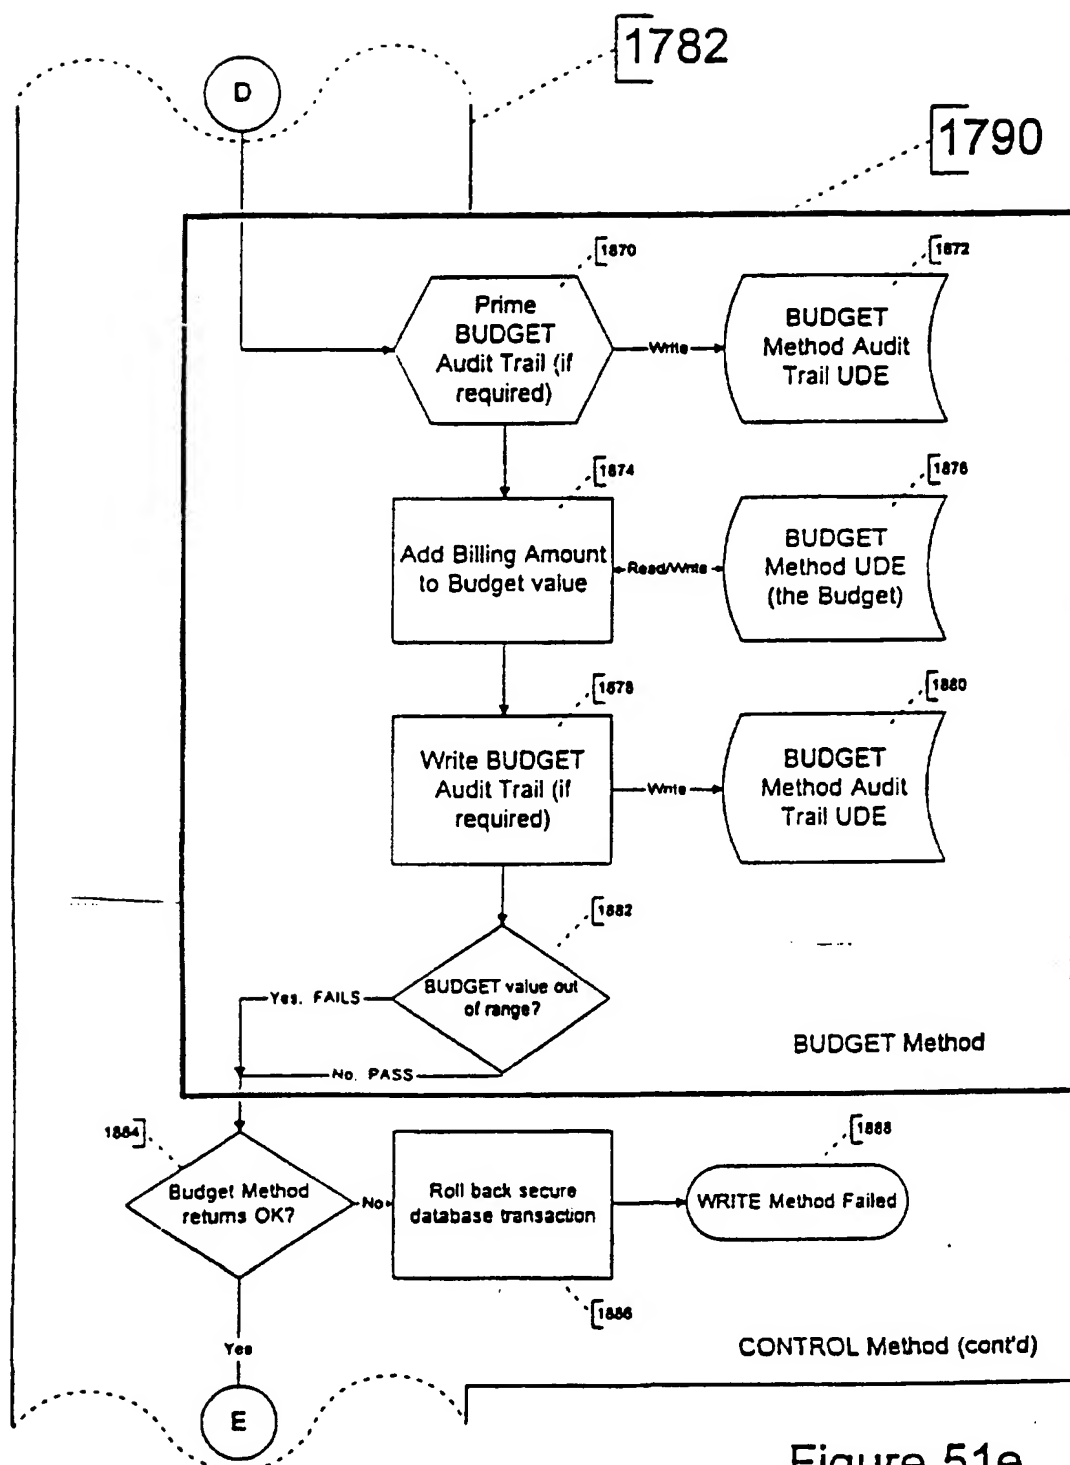 1782
D
1790
1870
1872
Prime
BUDGET
Audit Trail (if
required)
Write
BUDGET
Method Audit
Trail UDE
1874
1876
Add Billing Amount
to Budget value
Read/Write
BUDGET
Method UDE
(the Budget)
1878
1880
Write BUDGET
Audit Trail (if
required)
Write
BUDGET
Method Audit
Trail UDE
1882
BUDGET value out
of range?
Yes, FAILS
No, PASS
BUDGET Method
1884
1888
Budget Method
returns OK?
No
Roll back secure
database transaction
WRITE Method Failed
1886
Yes
CONTROL Method (cont'd)
E
Figure 51e